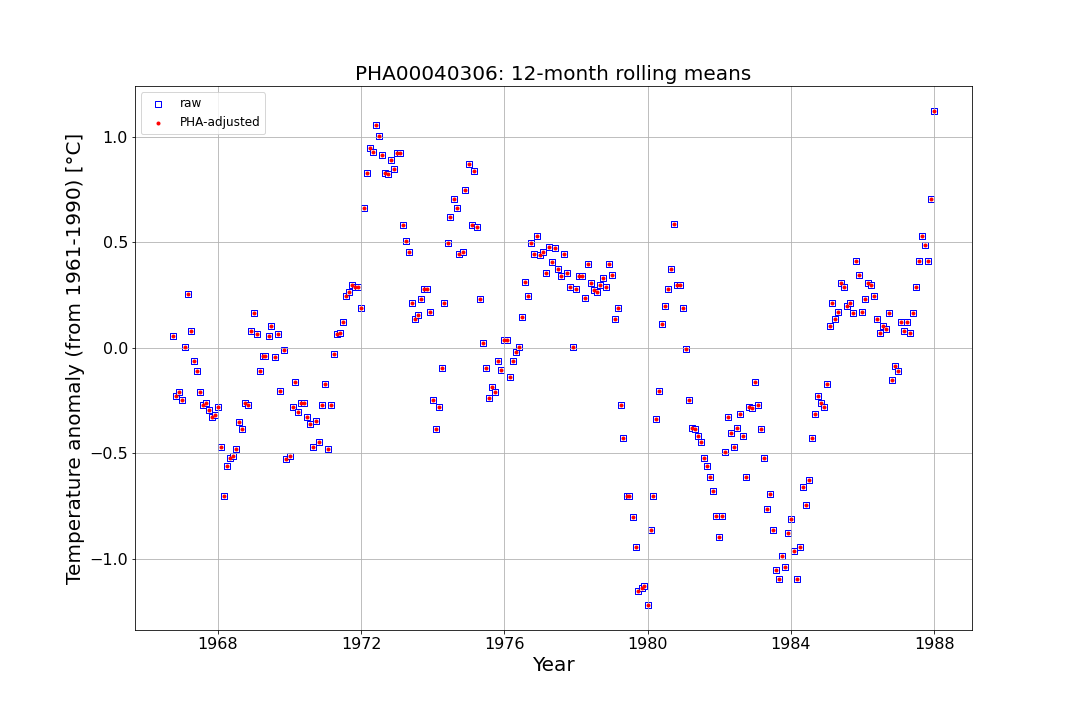 PHA00040306: 12-month rolling means
raw
PHA-adjusted
Temperature anomaly (from 1961-1990) [°C]
1.0
0.5
0.0
−0.5
−1.0
1968 1972 1976 1980 1984 1988
Year